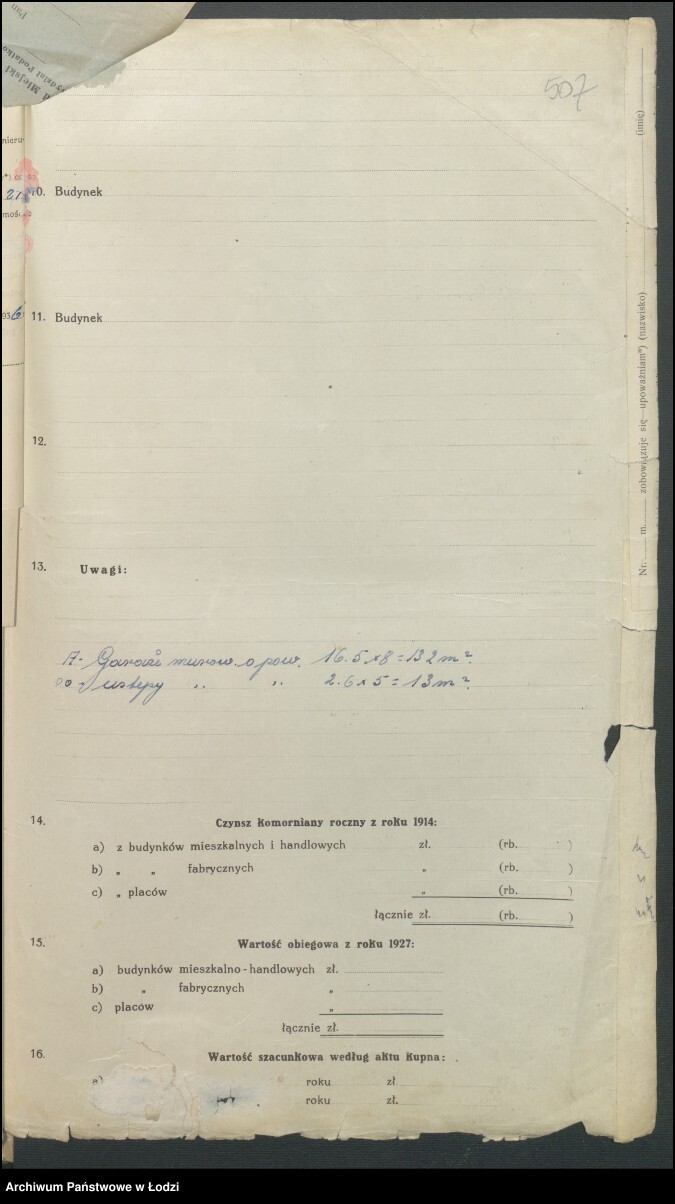 507
10. Budynek
11. Budynek
12.
13. Uwagi:
Garaże murow. o pow. 16.5 x 8 = 132 m².
ustępy " " 2.6 x 5 = 13 m².
14. Czynsz komorniany roczny z roku 1914:
a) z budynków mieszkalnych i handlowych zł. (rb. )
b) „ „ fabrycznych „ (rb. )
c) „ placów „ (rb. )
łącznie zł. (rb. )
15. Wartość obiegowa z roku 1927:
a) budynków mieszkalno-handlowych zł.
b) „ fabrycznych „
c) placów „
łącznie zł.
16. Wartość szacunkowa według aktu kupna:
a) roku zł
roku zł.
(imię)
Nr. m. zobowiązuje się—upoważniam*) (nazwisko)
Archiwum Państwowe w Łodzi